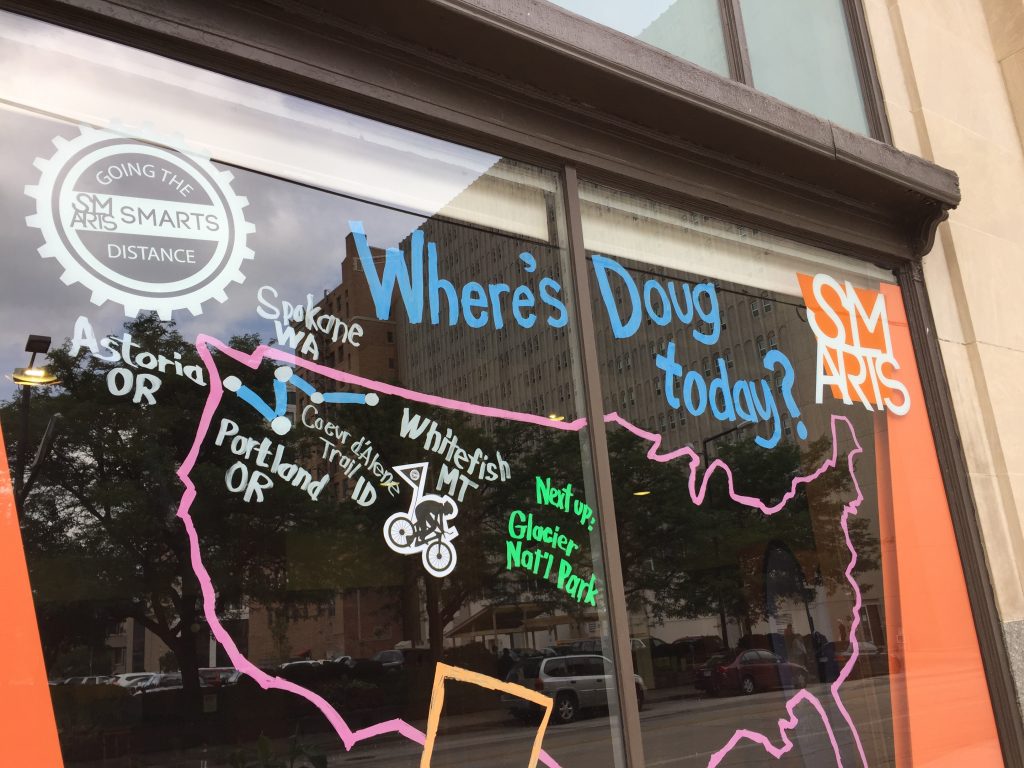 GOING THE
SM
ARTS
SMARTS
DISTANCE
Where's Doug
today?
SM
ARTS
Astoria
OR
Spokane
WA
Portland
OR
Coeur d'Alene
Trail ID
Whitefish
MT
Next up:
Glacier
Nat'l Park